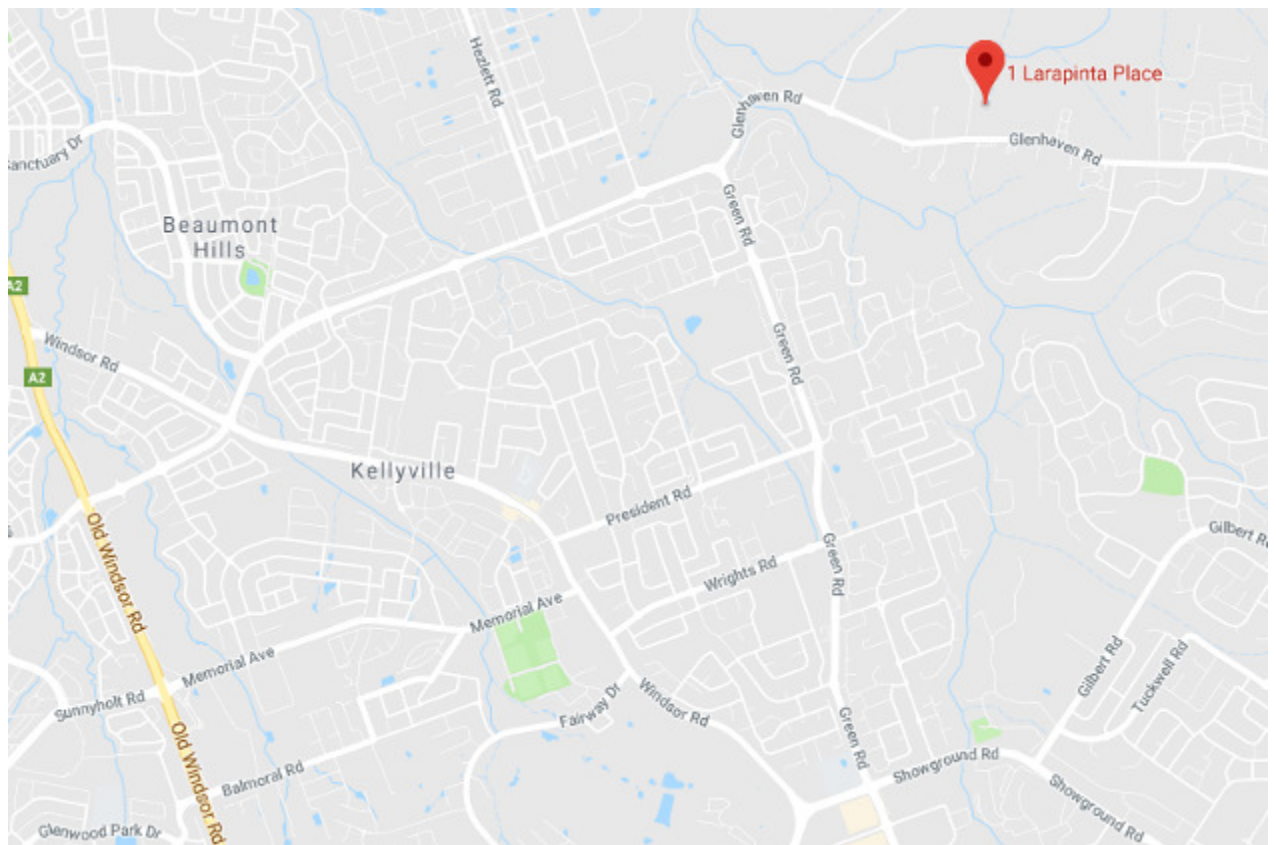 Hezlett Rd
1 Larapinta Place
Glenhaven Rd
Glenhaven Rd
Sanctuary Dr
Beaumont
Hills
Green Rd
A2
Windsor Rd
A2
Green Rd
Kellyville
President Rd
Old Windsor Rd
Green Rd
Gilbert Rd
Wrights Rd
Memorial Ave
Memorial Ave
Gilbert Rd
Tuckwell Rd
Sunnyholt Rd
Fairway Dr
Windsor Rd
Green Rd
Old Windsor Rd
Showground Rd
Balmoral Rd
Showground Rd
Glenwood Park Dr